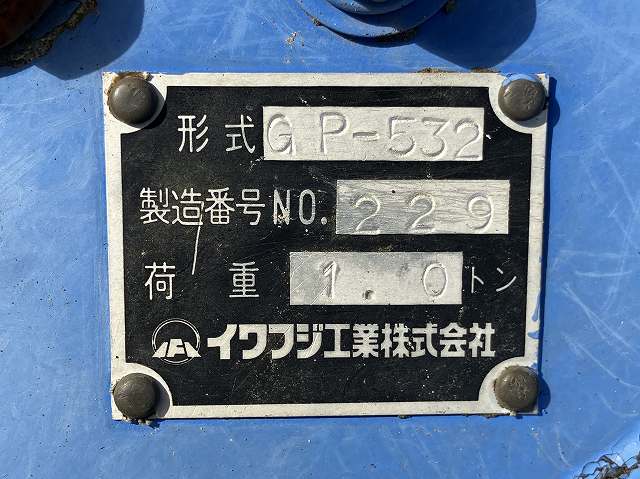 形式 GP-532
製造番号NO. 229
荷重 1.0トン
イワフジ工業株式会社